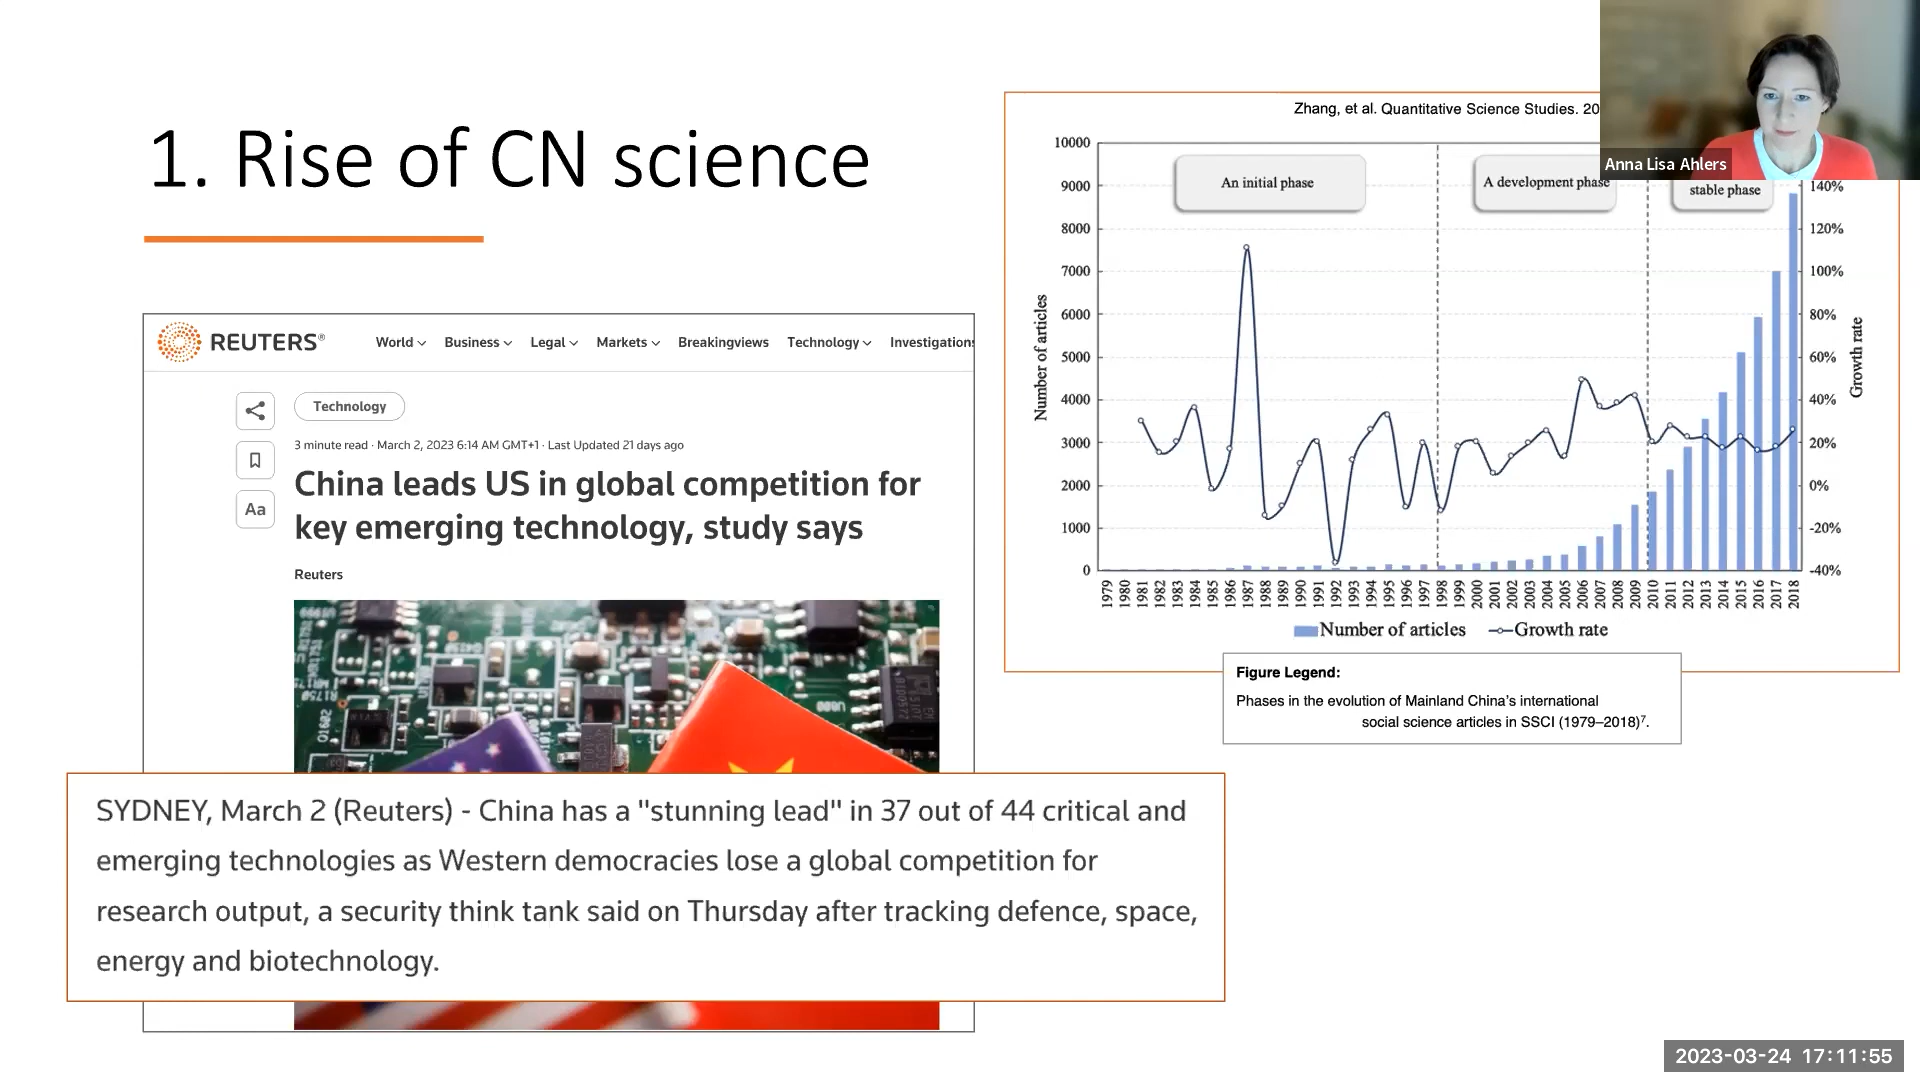 1. Rise of CN science
REUTERS®
World Business Legal Markets Breakingviews Technology Investigations
Technology
3 minute read · March 2, 2023 6:14 AM GMT+1 · Last Updated 21 days ago
Aa
China leads US in global competition for
key emerging technology, study says
Reuters
SYDNEY, March 2 (Reuters) - China has a "stunning lead" in 37 out of 44 critical and
emerging technologies as Western democracies lose a global competition for
research output, a security think tank said on Thursday after tracking defence, space,
energy and biotechnology.
Zhang, et al. Quantitative Science Studies. 20
Anna Lisa Ahlers
An initial phase
A development phase
stable phase
Number of articles
10000
9000
8000
7000
6000
5000
4000
3000
2000
1000
0
140%
120%
100%
80%
60%
40%
20%
0%
-20%
-40%
Growth rate
1979 1980 1981 1982 1983 1984 1985 1986 1987 1988 1989 1990 1991 1992 1993 1994 1995 1996 1997 1998 1999 2000 2001 2002 2003 2004 2005 2006 2007 2008 2009 2010 2011 2012 2013 2014 2015 2016 2017 2018
Number of articles Growth rate
Figure Legend:
Phases in the evolution of Mainland China's international
social science articles in SSCI (1979–2018)⁷.
2023-03-24 17:11:55